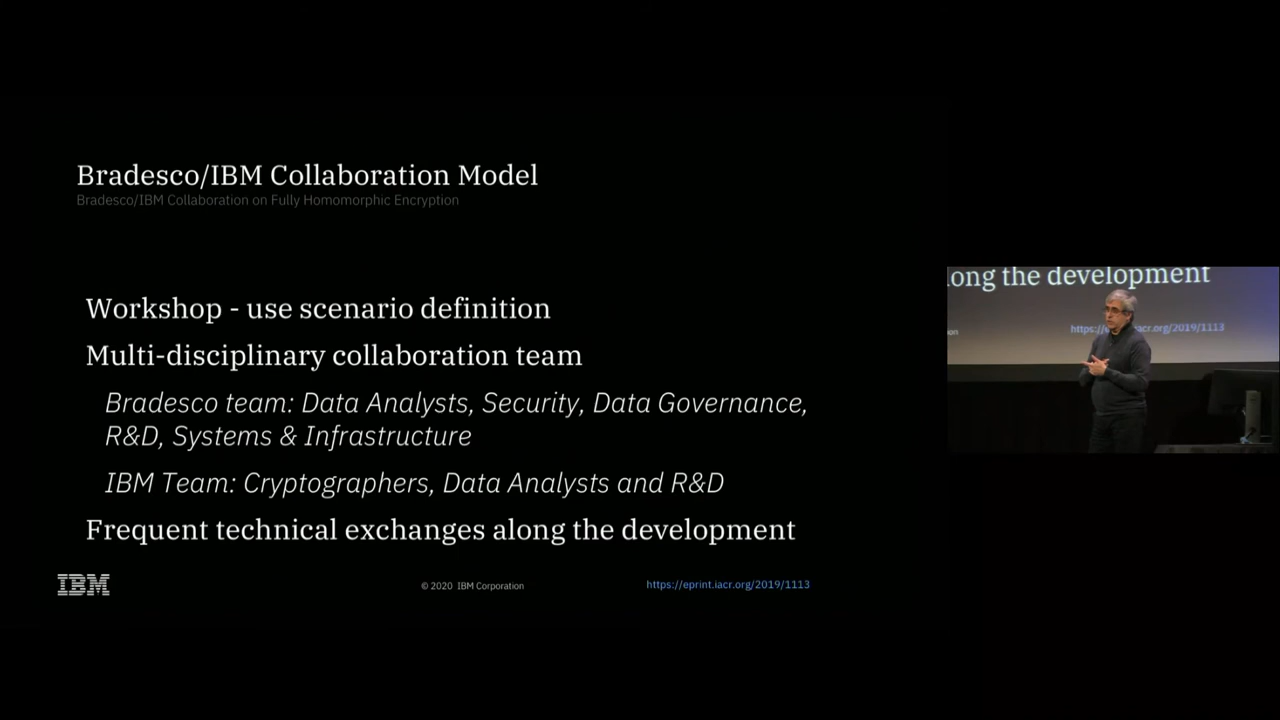 Bradesco/IBM Collaboration Model
Bradesco/IBM Collaboration on Fully Homomorphic Encryption
Workshop - use scenario definition
Multi-disciplinary collaboration team
Bradesco team: Data Analysts, Security, Data Governance,
R&D, Systems & Infrastructure
IBM Team: Cryptographers, Data Analysts and R&D
Frequent technical exchanges along the development
IBM
© 2020 IBM Corporation
https://eprint.iacr.org/2019/1113
the development